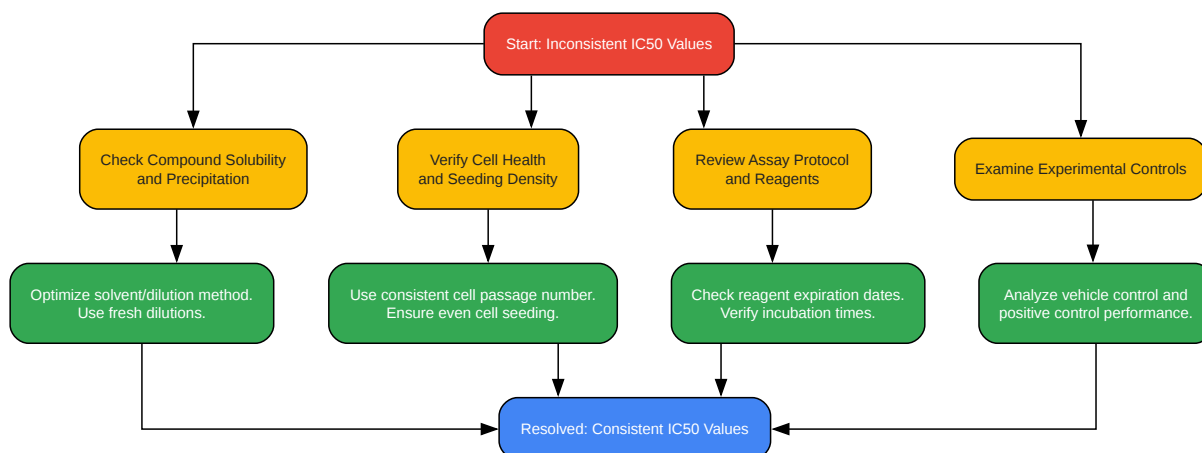 Start: Inconsistent IC50 Values
Check Compound Solubility
and Precipitation
Verify Cell Health
and Seeding Density
Review Assay Protocol
and Reagents
Examine Experimental Controls
Optimize solvent/dilution method.
Use fresh dilutions.
Use consistent cell passage number.
Ensure even cell seeding.
Check reagent expiration dates.
Verify incubation times.
Analyze vehicle control and
positive control performance.
Resolved: Consistent IC50 Values